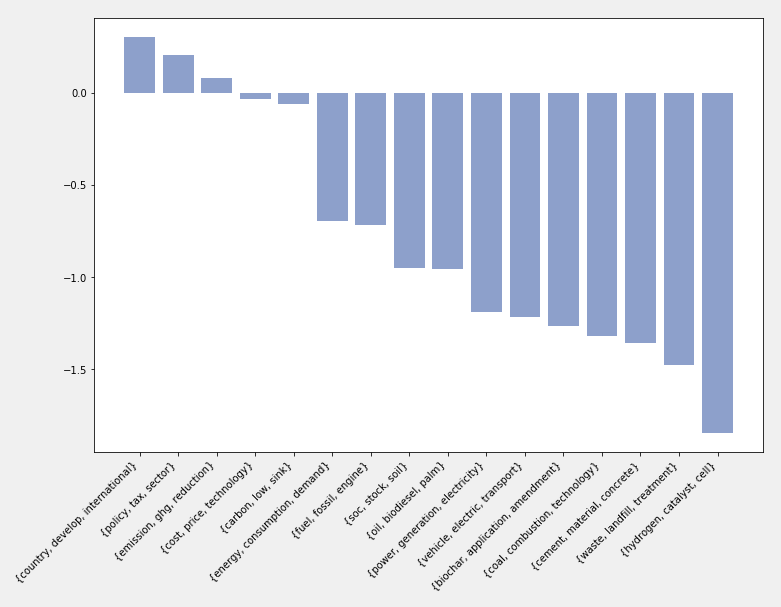 0.0
−0.5
−1.0
−1.5
{country, develop, international}
{policy, tax, sector}
{emission, ghg, reduction}
{cost, price, technology}
{carbon, low, sink}
{energy, consumption, demand}
{fuel, fossil, engine}
{soc, stock, soil}
{oil, biodiesel, palm}
{power, generation, electricity}
{vehicle, electric, transport}
{biochar, application, amendment}
{coal, combustion, technology}
{cement, material, concrete}
{waste, landfill, treatment}
{hydrogen, catalyst, cell}